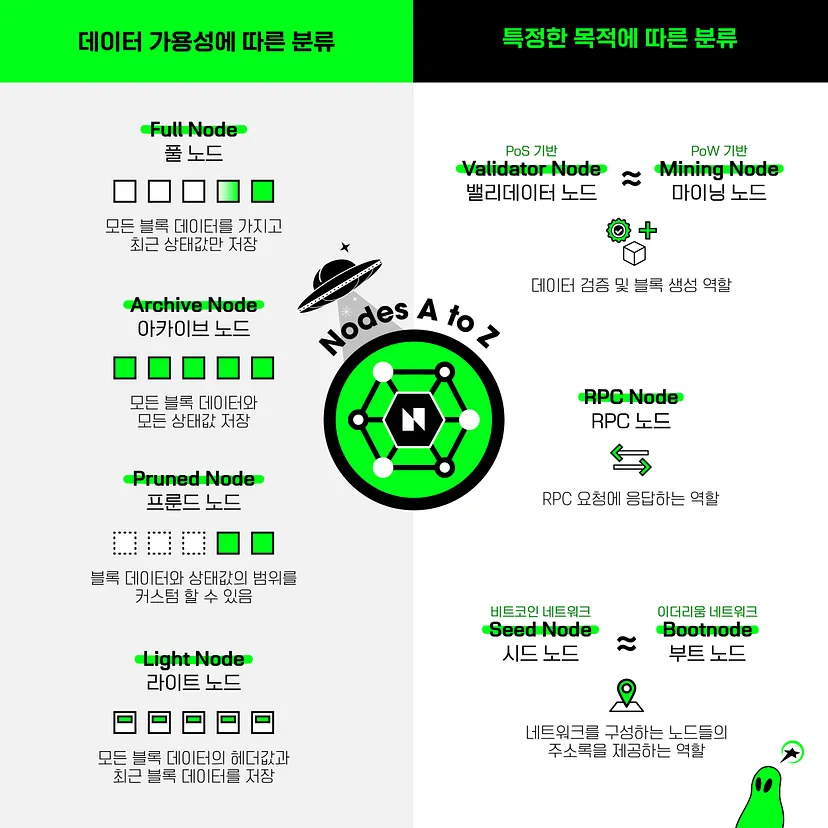 데이터 가용성에 따른 분류
Full Node
풀 노드
모든 블록 데이터를 가지고
최근 상태값만 저장
Archive Node
아카이브 노드
모든 블록 데이터와
모든 상태값 저장
Pruned Node
프룬드 노드
블록 데이터와 상태값의 범위를
커스텀 할 수 있음
Light Node
라이트 노드
모든 블록 데이터의 헤더값과
최근 블록 데이터를 저장
Nodes A to Z
N
특정한 목적에 따른 분류
PoS 기반
Validator Node
밸리데이터 노드
≈
PoW 기반
Mining Node
마이닝 노드
데이터 검증 및 블록 생성 역할
RPC Node
RPC 노드
RPC 요청에 응답하는 역할
비트코인 네트워크
Seed Node
시드 노드
≈
이더리움 네트워크
Bootnode
부트 노드
네트워크를 구성하는 노드들의
주소록을 제공하는 역할